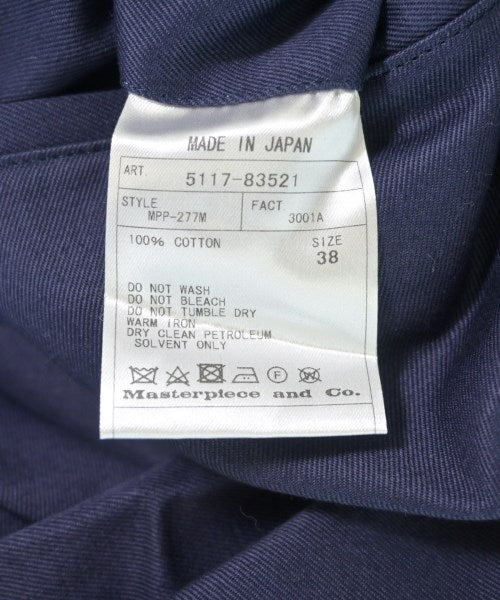 MADE IN JAPAN
ART. 5117-83521
STYLE FACT
MPP-277M 3001A
100% COTTON SIZE
38
DO NOT WASH
DO NOT BLEACH
DO NOT TUMBLE DRY
WARM IRON
DRY CLEAN PETROLEUM
SOLVENT ONLY
F W
Masterpiece and Co.